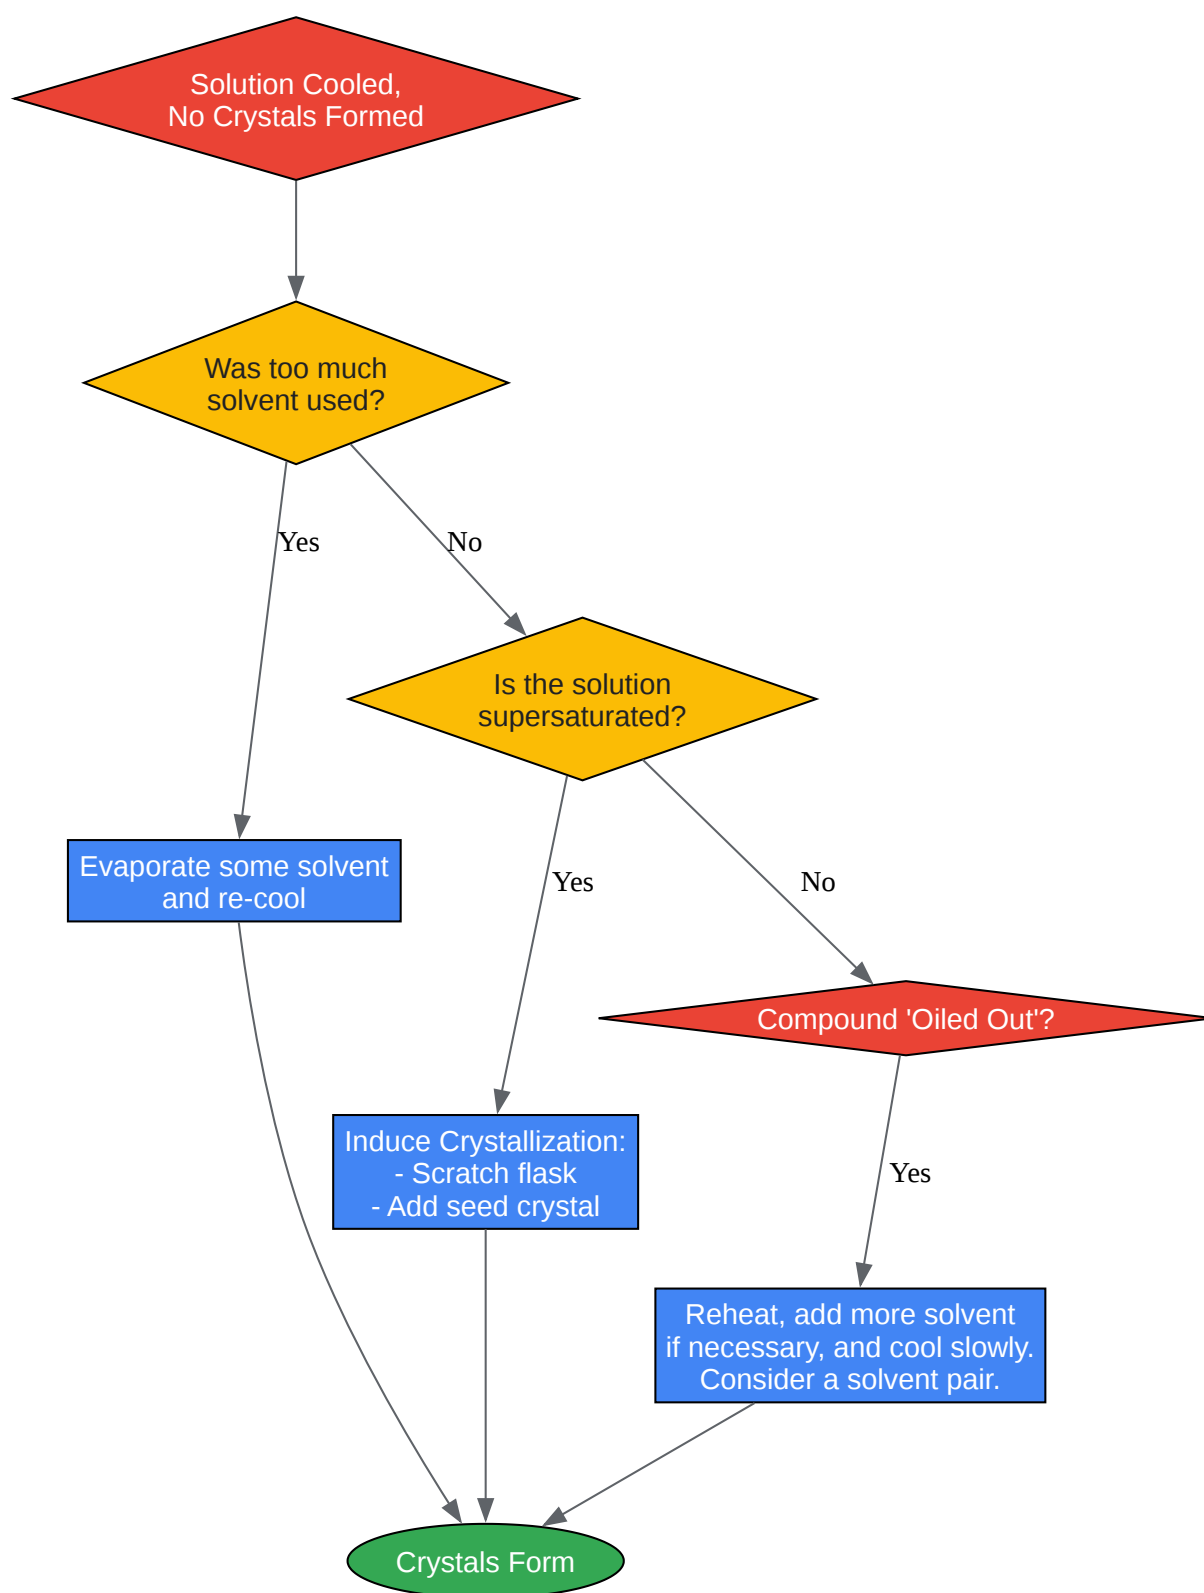 Solution Cooled,
No Crystals Formed
Was too much
solvent used?
Yes
No
Is the solution
supersaturated?
Evaporate some solvent
and re-cool
Yes
No
Compound 'Oiled Out'?
Induce Crystallization:
- Scratch flask
- Add seed crystal
Yes
Reheat, add more solvent
if necessary, and cool slowly.
Consider a solvent pair.
Crystals Form